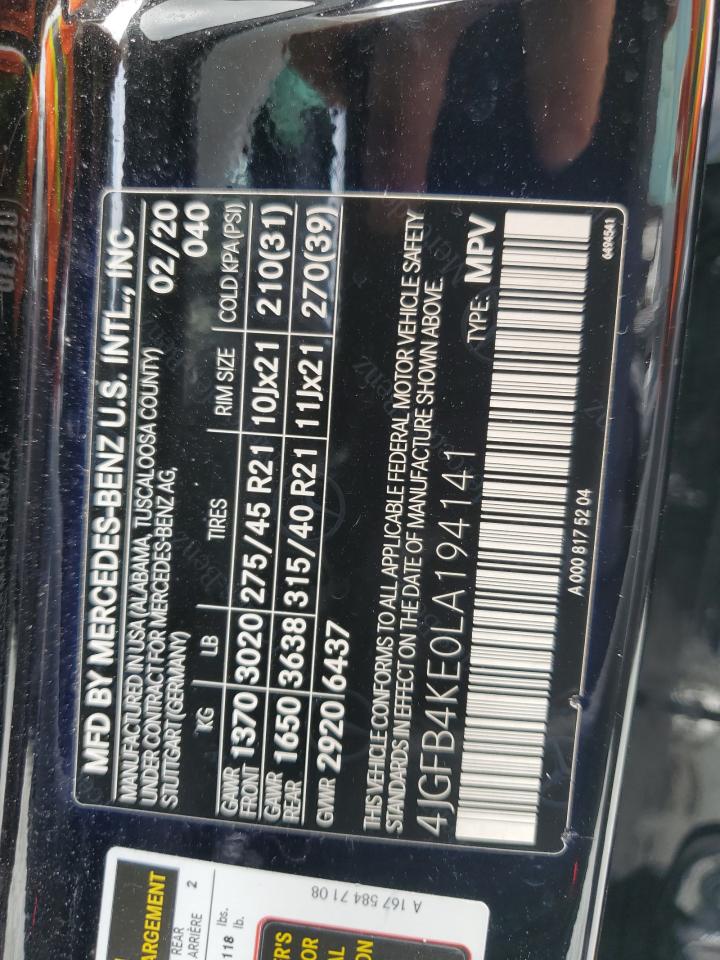 MFD BY MERCEDES-BENZ U.S. INTL., INC
MANUFACTURED IN USA (ALABAMA, TUSCALOOSA COUNTY)
UNDER CONTRACT FOR MERCEDES-BENZ AG,
STUTTGART (GERMANY)
02/20
040
KG LB TIRES RIM SIZE COLD KPA (PSI)
GAWR FRONT 1370 3020 275/45 R21 10Jx21 210(31)
GAWR REAR 1650 3638 315/40 R21 11Jx21 270(39)
GVWR 2920 6437
THIS VEHICLE CONFORMS TO ALL APPLICABLE FEDERAL MOTOR VEHICLE SAFETY
STANDARDS IN EFFECT ON THE DATE OF MANUFACTURE SHOWN ABOVE.
4JGFB4KE0LA194141 TYPE: MPV
A 000 817 52 04
6494541
ARGEMENT
REAR
ARRIÈRE 2
lbs.
118 lb.
A 167 584 71 08